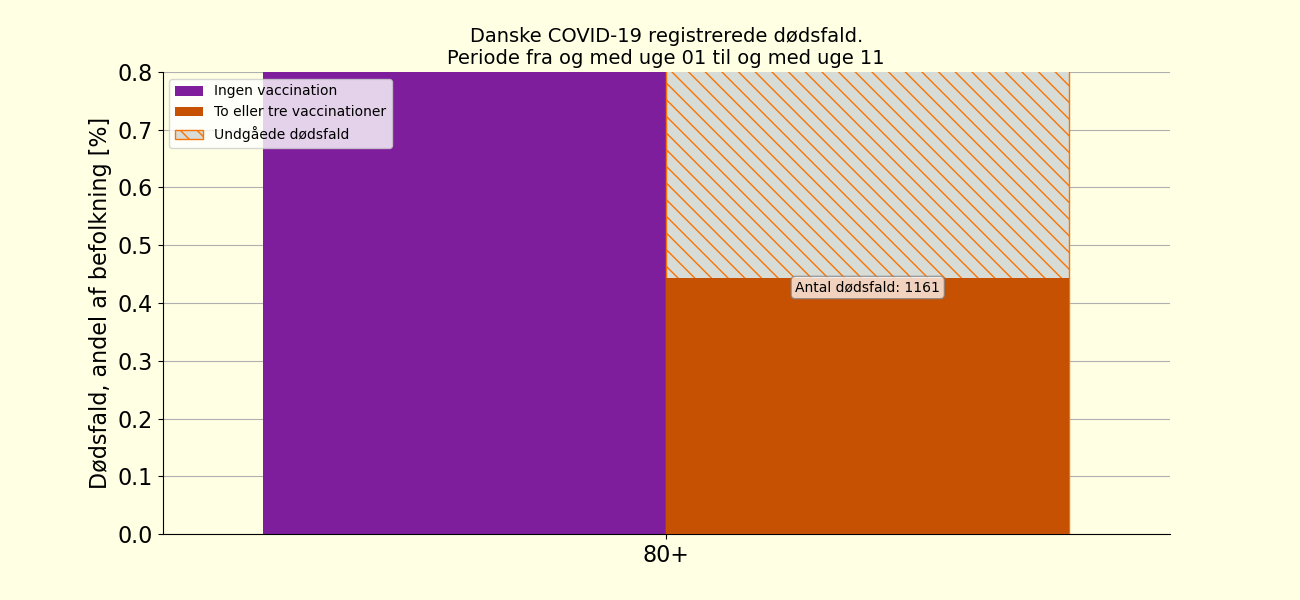 Danske COVID-19 registrerede dødsfald.
Periode fra og med uge 01 til og med uge 11
Dødsfald, andel af befolkning [%]
0.8
0.7
0.6
0.5
0.4
0.3
0.2
0.1
0.0
Ingen vaccination
To eller tre vaccinationer
Undgåede dødsfald
Antal dødsfald: 1161
80+